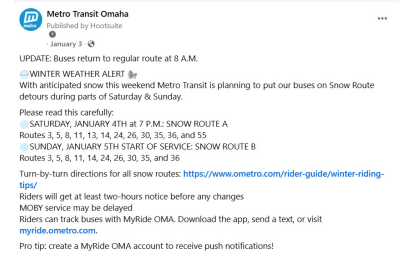 metro
Metro Transit Omaha
Published by Hootsuite
January 3
UPDATE: Buses return to regular route at 8 A.M.
WINTER WEATHER ALERT
With anticipated snow this weekend Metro Transit is planning to put our buses on Snow Route
detours during parts of Saturday & Sunday.
Please read this carefully:
SATURDAY, JANUARY 4TH at 7 P.M.: SNOW ROUTE A
Routes 3, 5, 8, 11, 13, 14, 24, 26, 30, 35, 36, and 55
SUNDAY, JANUARY 5TH START OF SERVICE: SNOW ROUTE B
Routes 3, 5, 8, 11, 14, 24, 26, 30, 35, and 36
Turn-by-turn directions for all snow routes: https://www.ometro.com/rider-guide/winter-riding-
tips/
Riders will get at least two-hours notice before any changes
MOBY service may be delayed
Riders can track buses with MyRide OMA. Download the app, send a text, or visit
myride.ometro.com.
Pro tip: create a MyRide OMA account to receive push notifications!